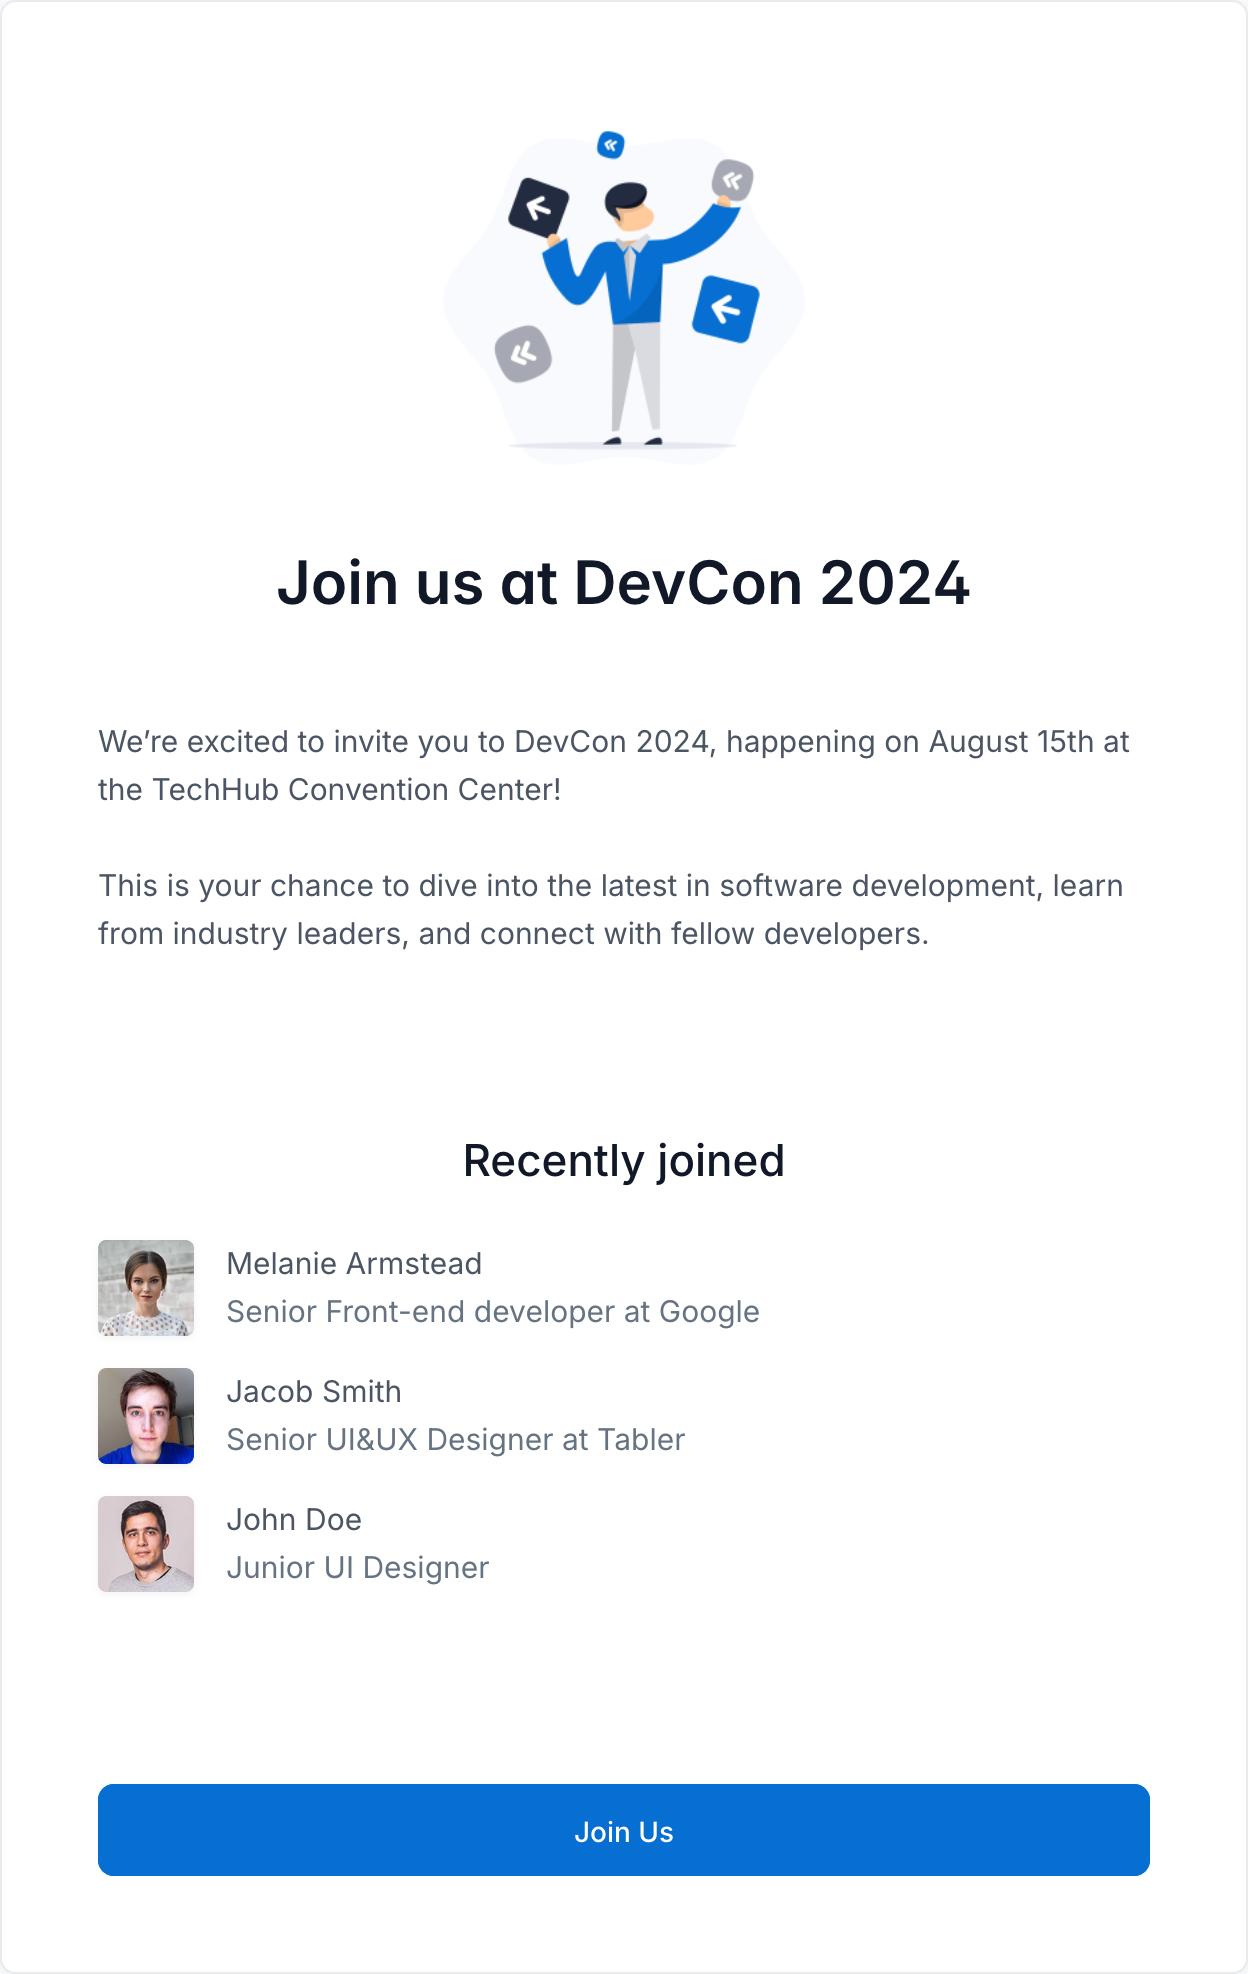 Join us at DevCon 2024
We’re excited to invite you to DevCon 2024, happening on August 15th at
the TechHub Convention Center!
This is your chance to dive into the latest in software development, learn
from industry leaders, and connect with fellow developers.
Recently joined
Melanie Armstead
Senior Front-end developer at Google
Jacob Smith
Senior UI&UX Designer at Tabler
John Doe
Junior UI Designer
Join Us